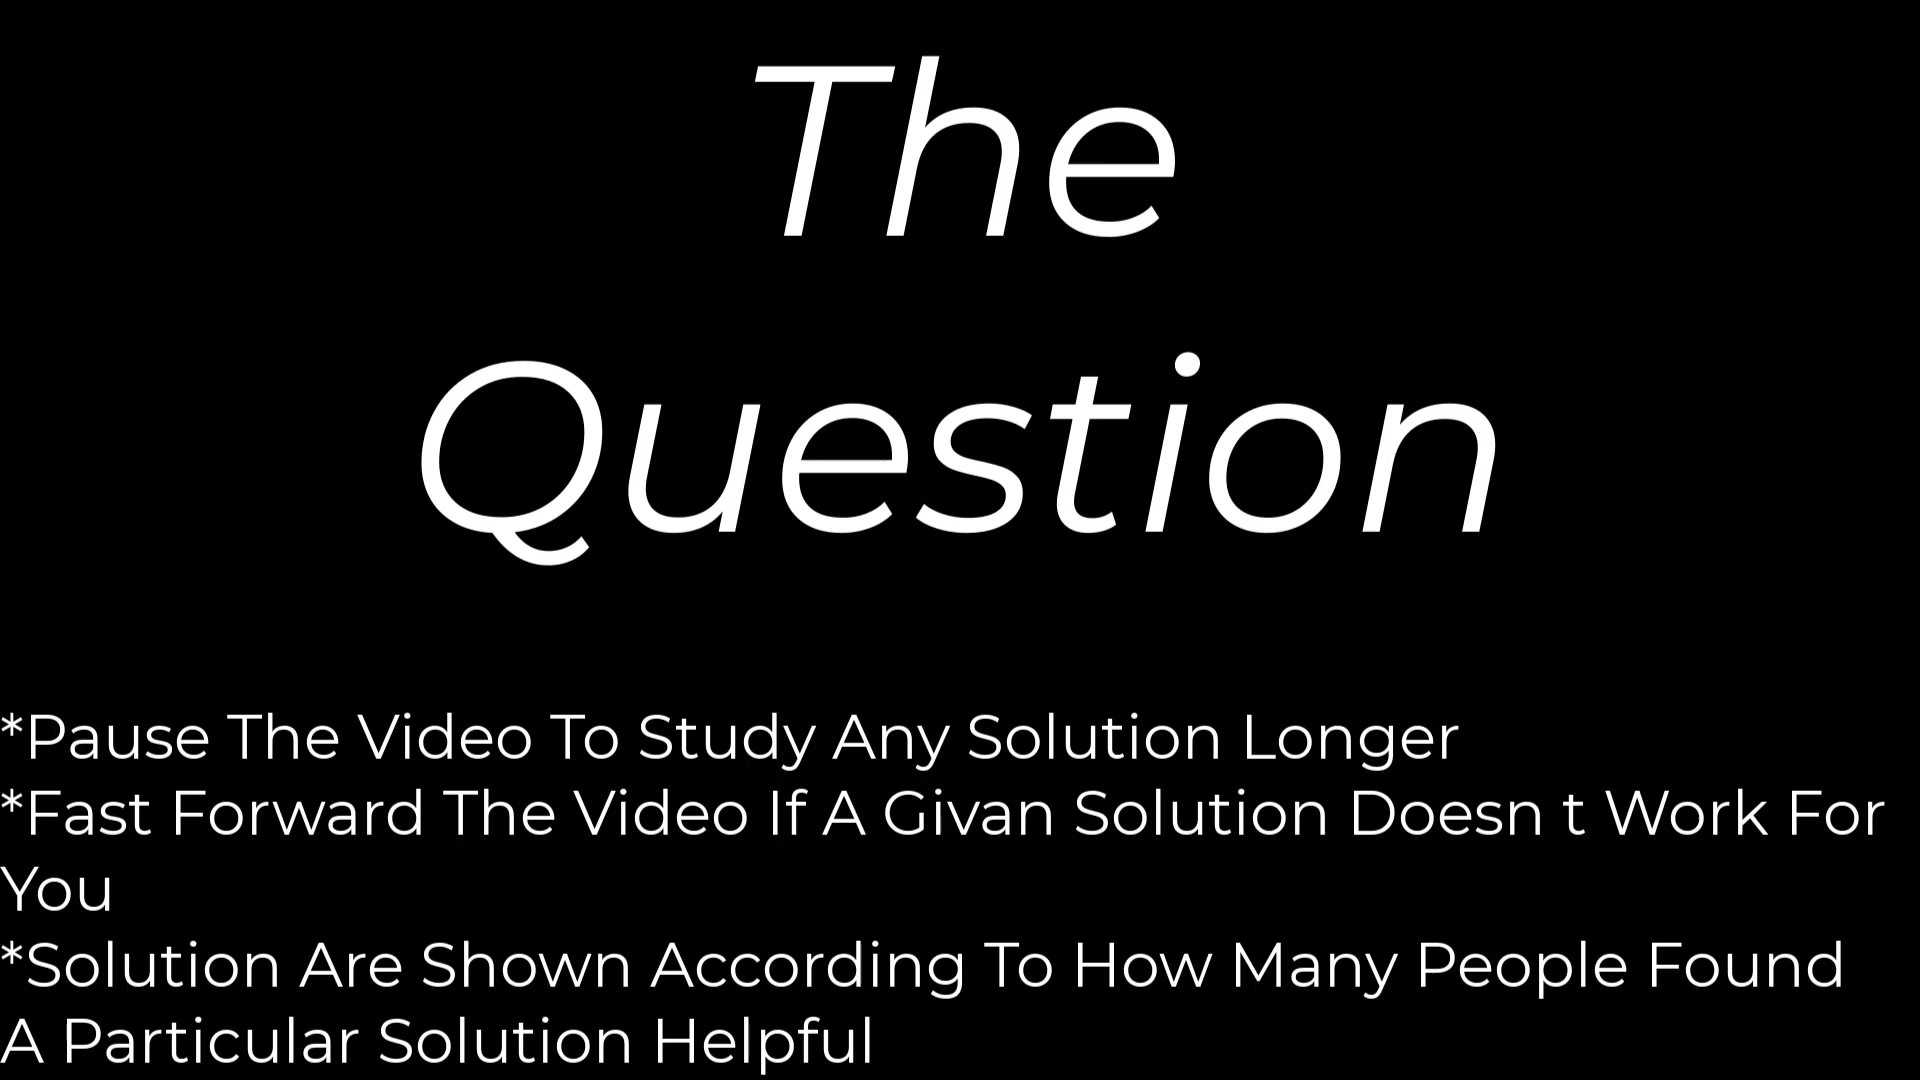 The
Question
*Pause The Video To Study Any Solution Longer
*Fast Forward The Video If A Givan Solution Doesn t Work For
You
*Solution Are Shown According To How Many People Found
A Particular Solution Helpful